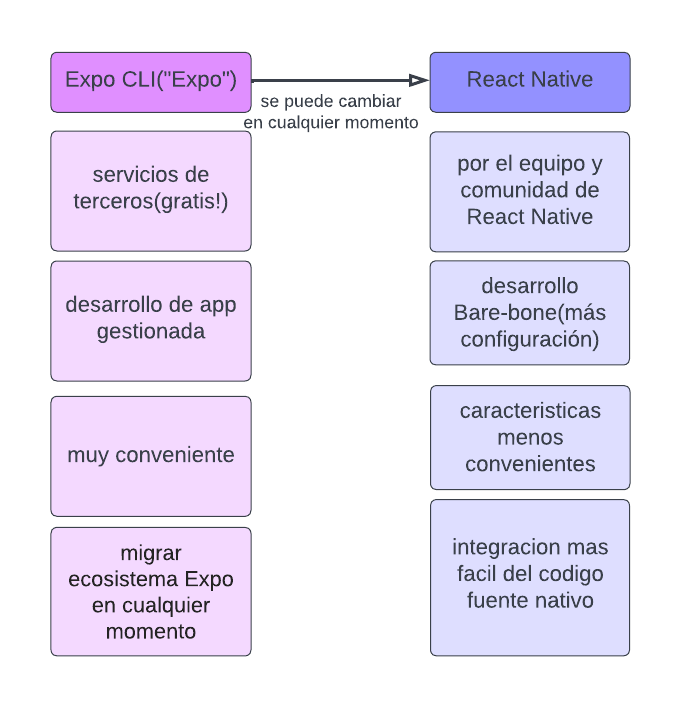 Expo CLI("Expo")
se puede cambiar
en cualquier momento
React Native
servicios de
terceros(gratis!)
por el equipo y
comunidad de
React Native
desarrollo de app
gestionada
desarrollo
Bare-bone(más
configuración)
muy conveniente
caracteristicas
menos
convenientes
migrar
ecosistema Expo
en cualquier
momento
integracion mas
facil del codigo
fuente nativo